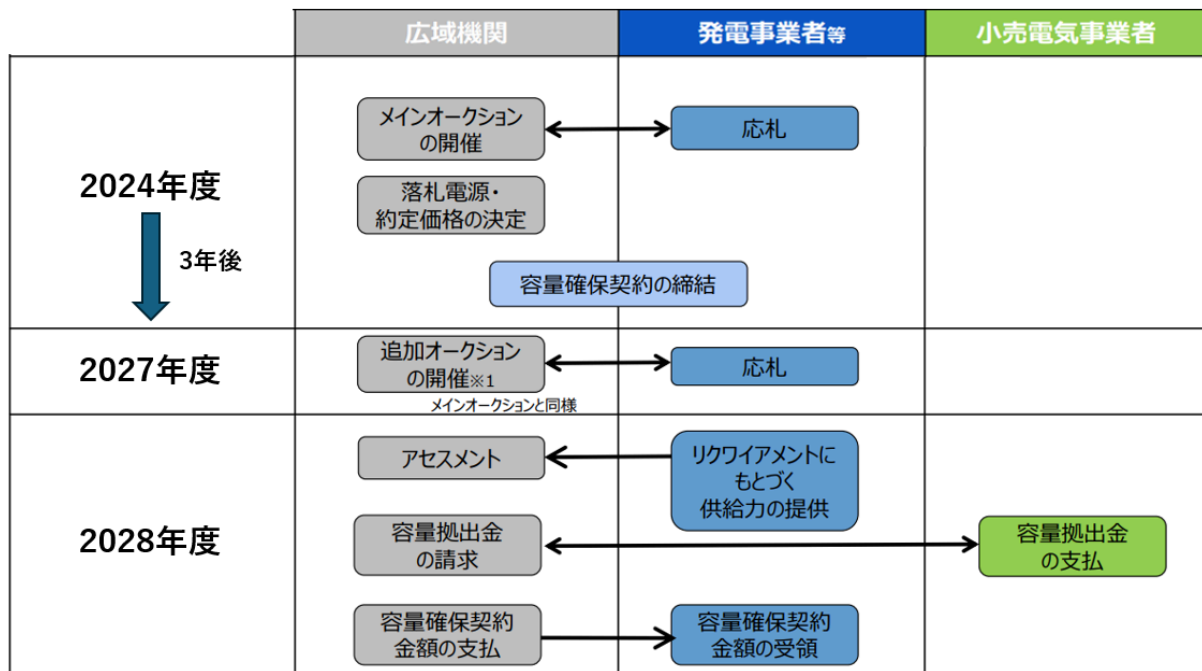 広域機関
発電事業者等
小売電気事業者
2024年度
3年後
メインオークション
の開催
応札
落札電源・
約定価格の決定
容量確保契約の締結
2027年度
追加オークション
の開催※1
メインオークションと同様
応札
2028年度
アセスメント
リクワイアメントに
もとづく
供給力の提供
容量拠出金
の請求
容量拠出金
の支払
容量確保契約
金額の支払
容量確保契約
金額の受領